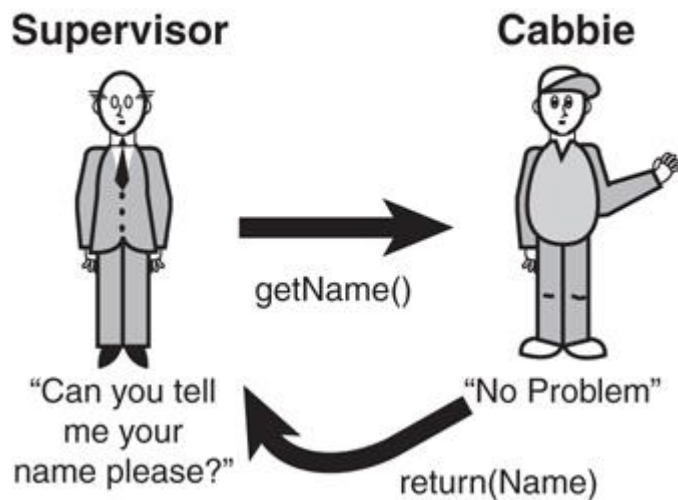 Supervisor
Cabbie
getName()
“Can you tell
me your
name please?”
“No Problem”
return(Name)